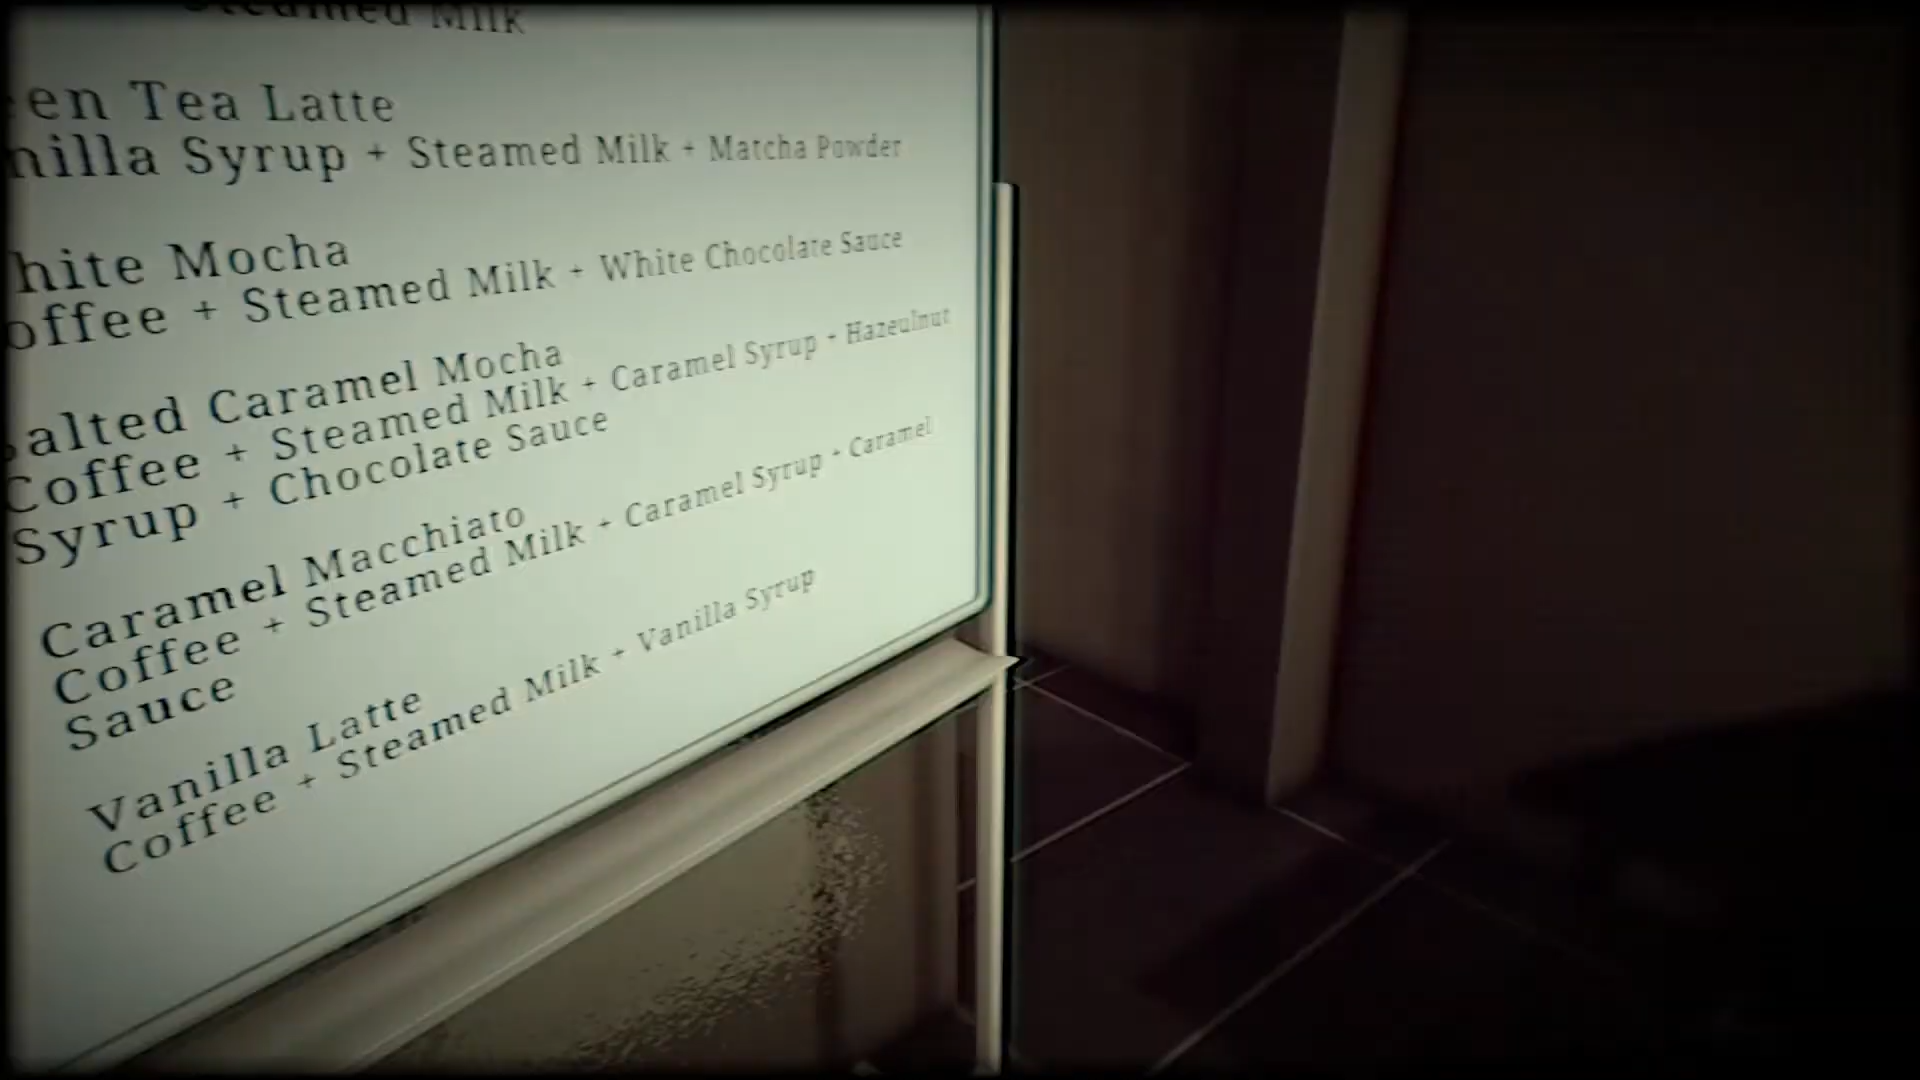 Steamed Milk
en Tea Latte
nilla Syrup + Steamed Milk + Matcha Powder
hite Mocha
offee + Steamed Milk + White Chocolate Sauce
Salted Caramel Mocha
Coffee + Steamed Milk + Caramel Syrup + Hazeulnut
Syrup + Chocolate Sauce
Caramel Macchiato
Coffee + Steamed Milk + Caramel Syrup + Caramel
Sauce
Vanilla Latte
Coffee + Steamed Milk + Vanilla Syrup